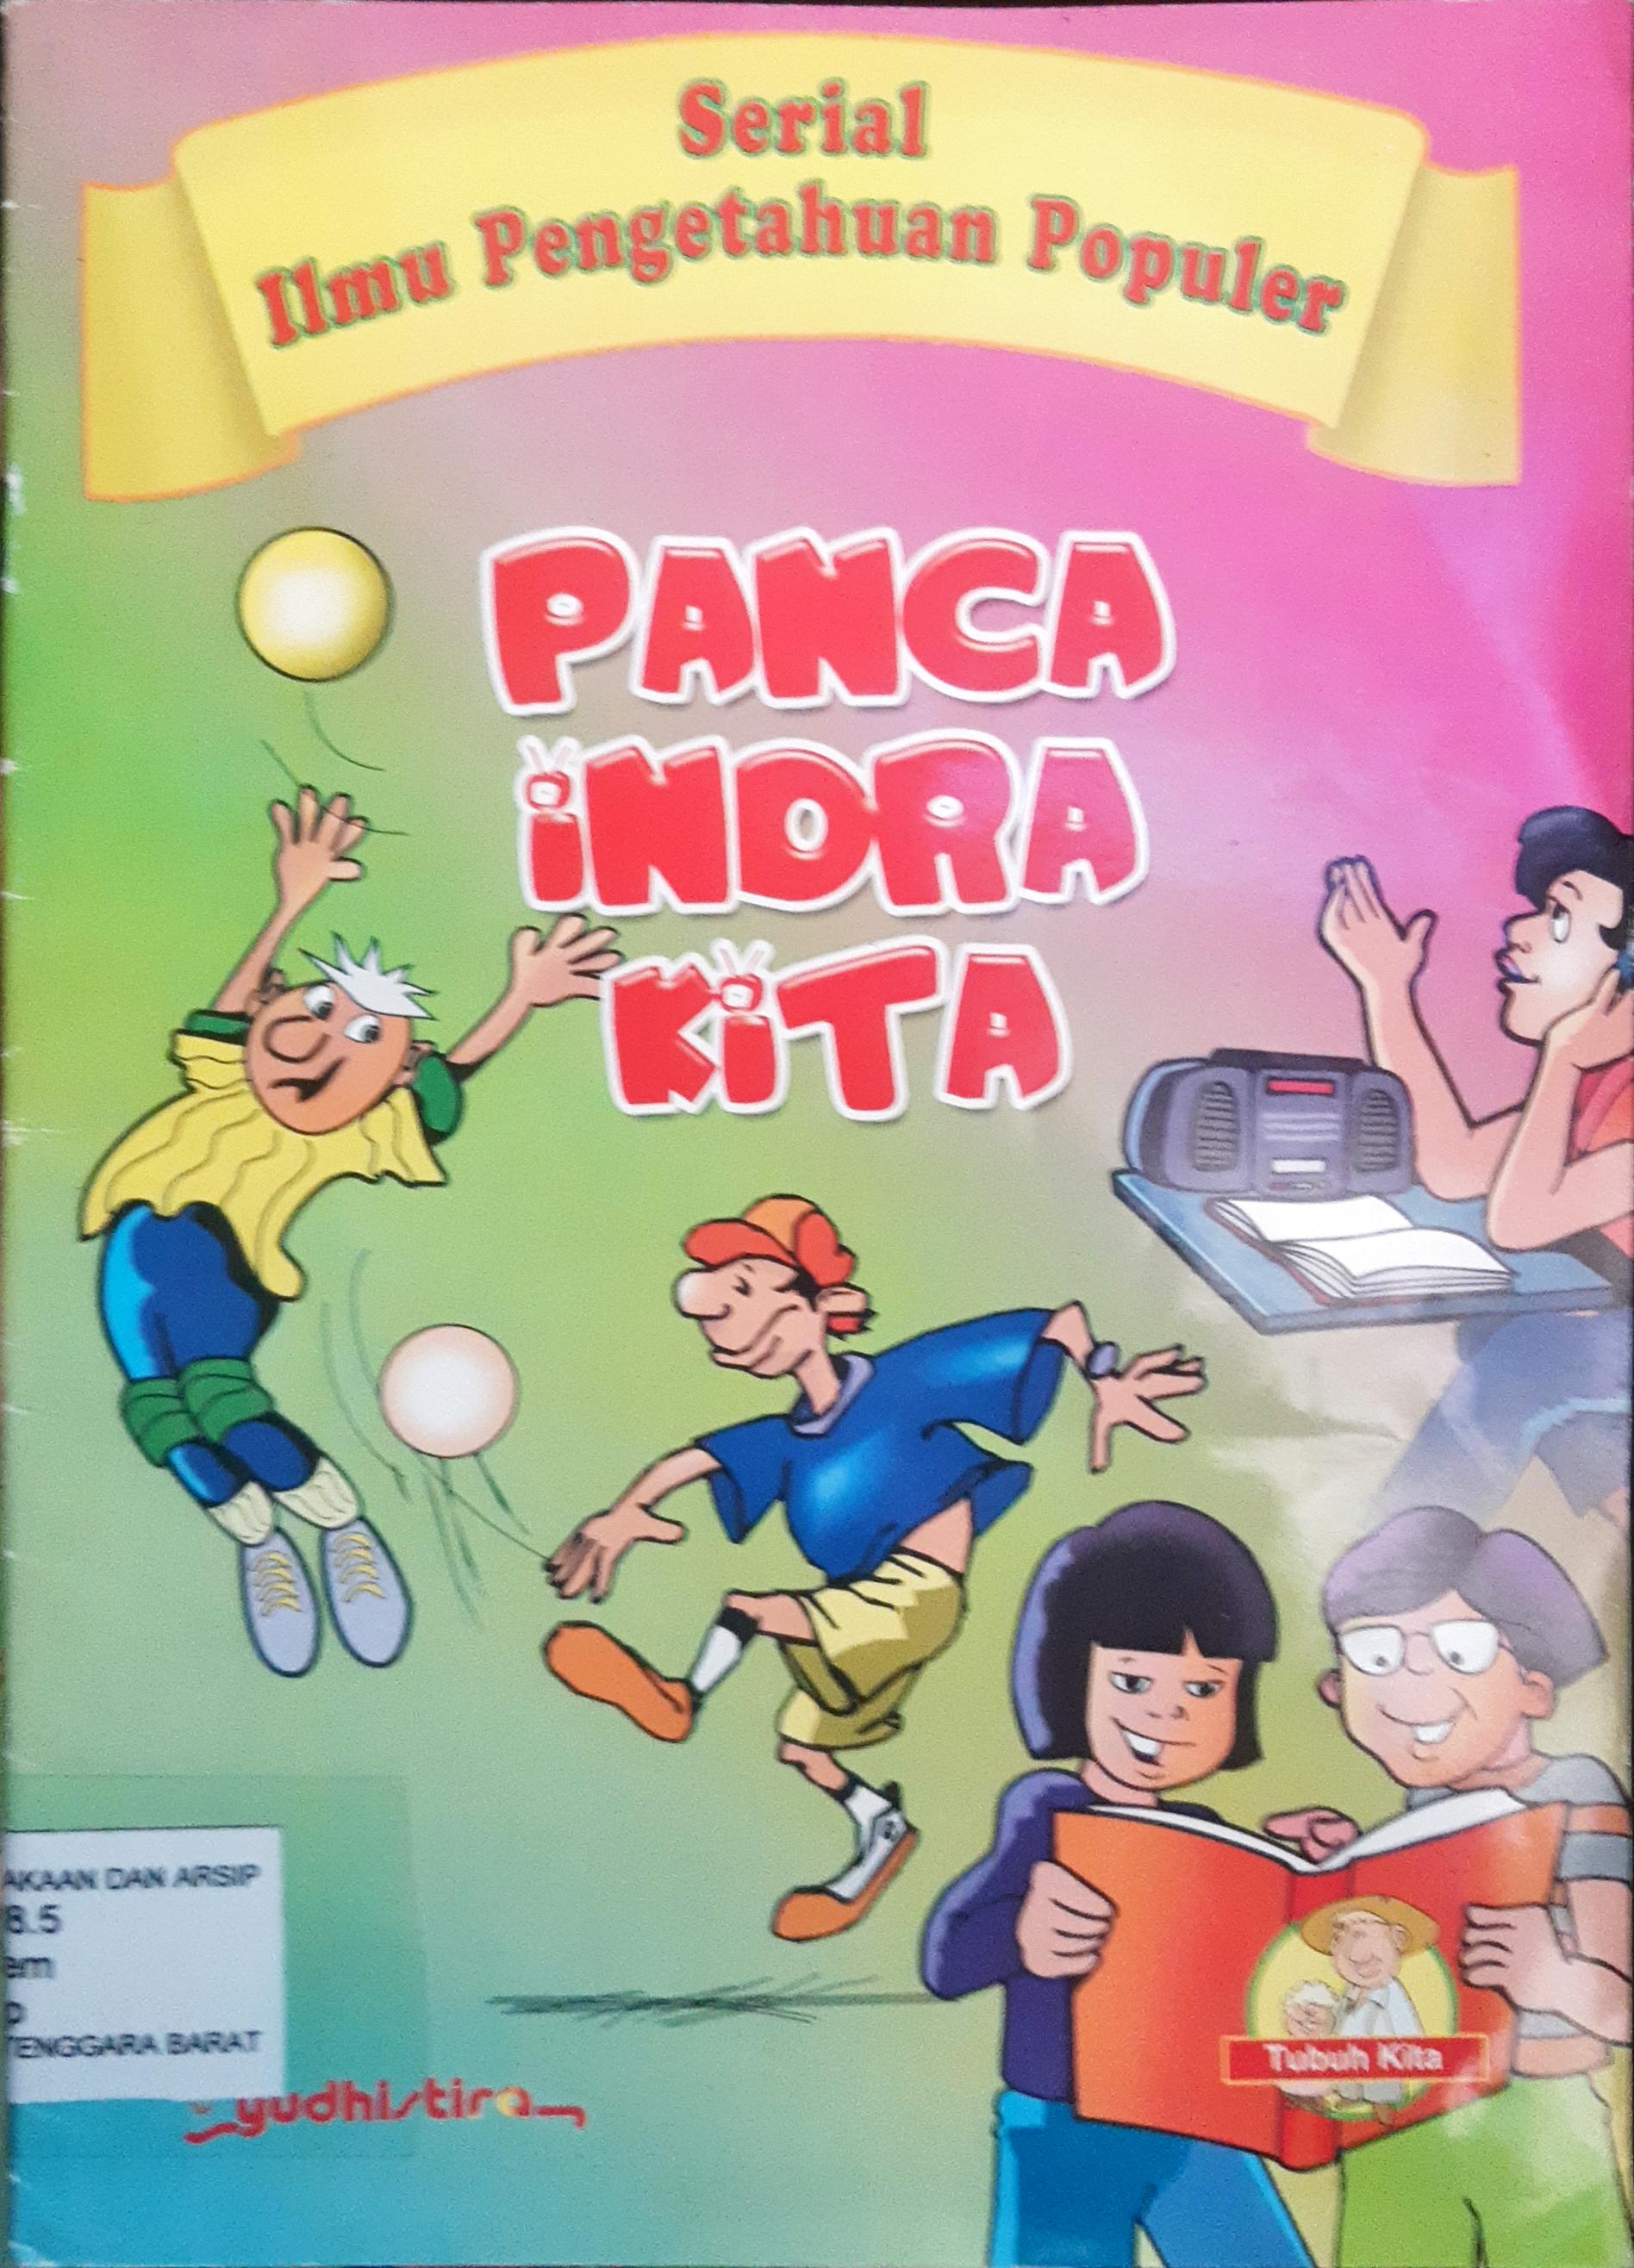 Serial
Ilmu Pengetahuan Populer
PANCA
iNDRA
KiTA
AKAAN DAN ARSIP
8.5
em
p
TENGGARA BARAT
yudhistira
Tubuh Kita